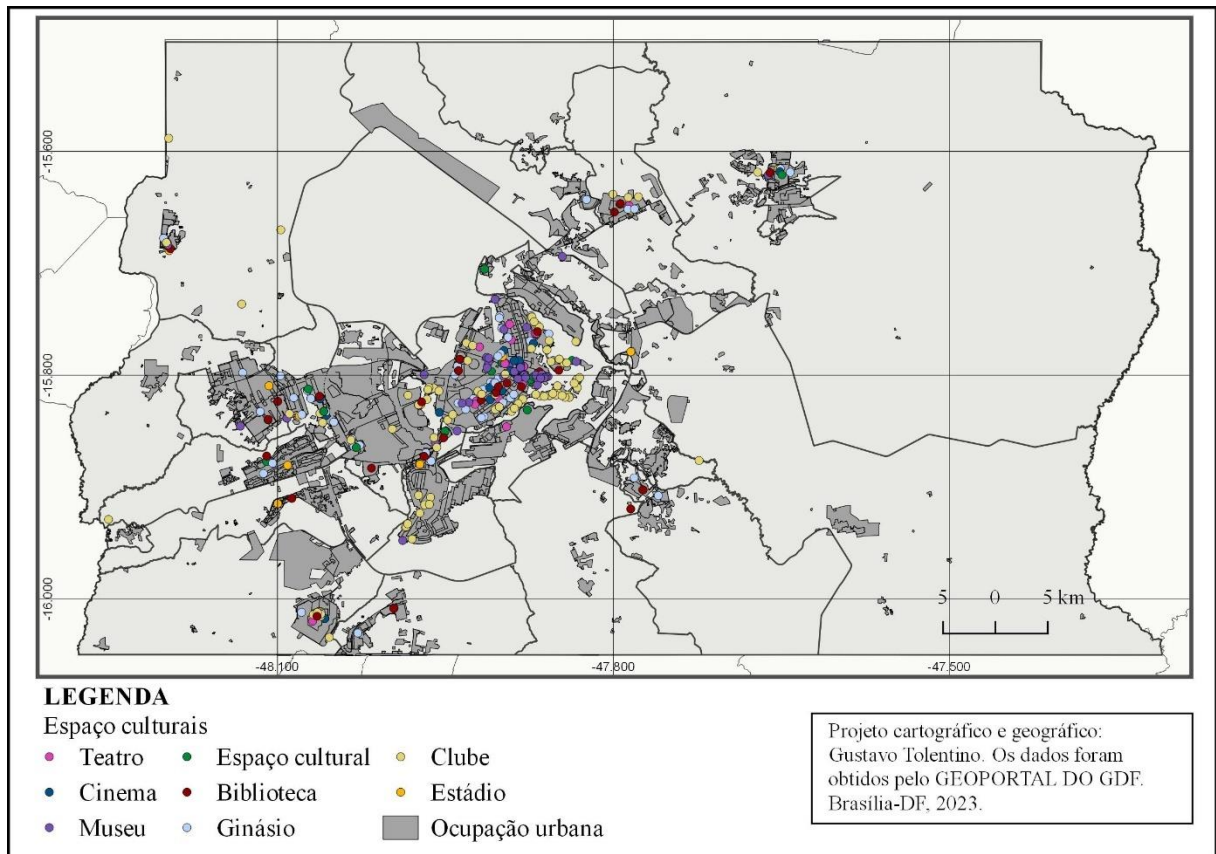 -15.600
-15.800
-16.000
-48.100
-47.800
-47.500
5 0 5 km
LEGENDA
Espaço culturais
Teatro Espaço cultural Clube
Cinema Biblioteca Estádio
Museu Ginásio Ocupação urbana
Projeto cartográfico e geográfico:
Gustavo Tolentino. Os dados foram
obtidos pelo GEOPORTAL DO GDF.
Brasília-DF, 2023.